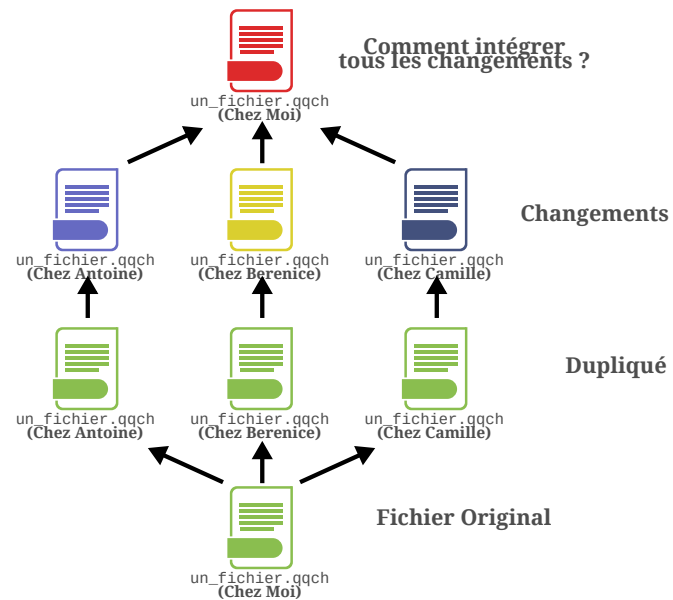 Comment intégrer
tous les changements ?
un_fichier.qqch
(Chez Moi)
Changements
un_fichier.qqch
(Chez Antoine)
un_fichier.qqch
(Chez Berenice)
un_fichier.qqch
(Chez Camille)
Dupliqué
un_fichier.qqch
(Chez Antoine)
un_fichier.qqch
(Chez Berenice)
un_fichier.qqch
(Chez Camille)
Fichier Original
un_fichier.qqch
(Chez Moi)